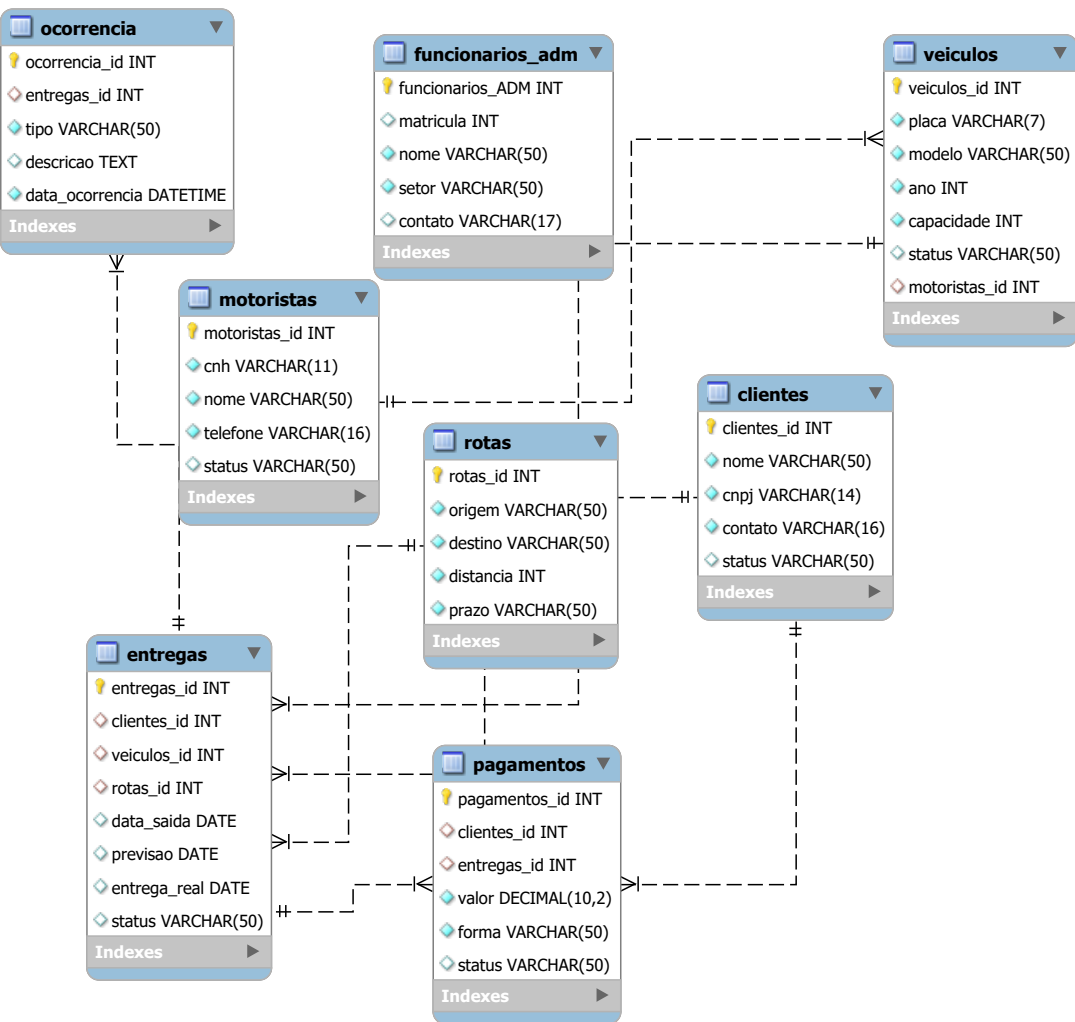 ocorrencia
ocorrencia_id INT
entregas_id INT
tipo VARCHAR(50)
descricao TEXT
data_ocorrencia DATETIME
Indexes
funcionarios_adm
funcionarios_ADM INT
matricula INT
nome VARCHAR(50)
setor VARCHAR(50)
contato VARCHAR(17)
Indexes
veiculos
veiculos_id INT
placa VARCHAR(7)
modelo VARCHAR(50)
ano INT
capacidade INT
status VARCHAR(50)
motoristas_id INT
Indexes
motoristas
motoristas_id INT
cnh VARCHAR(11)
nome VARCHAR(50)
telefone VARCHAR(16)
status VARCHAR(50)
Indexes
rotas
rotas_id INT
origem VARCHAR(50)
destino VARCHAR(50)
distancia INT
prazo VARCHAR(50)
Indexes
clientes
clientes_id INT
nome VARCHAR(50)
cnpj VARCHAR(14)
contato VARCHAR(16)
status VARCHAR(50)
Indexes
entregas
entregas_id INT
clientes_id INT
veiculos_id INT
rotas_id INT
data_saida DATE
previsao DATE
entrega_real DATE
status VARCHAR(50)
Indexes
pagamentos
pagamentos_id INT
clientes_id INT
entregas_id INT
valor DECIMAL(10,2)
forma VARCHAR(50)
status VARCHAR(50)
Indexes